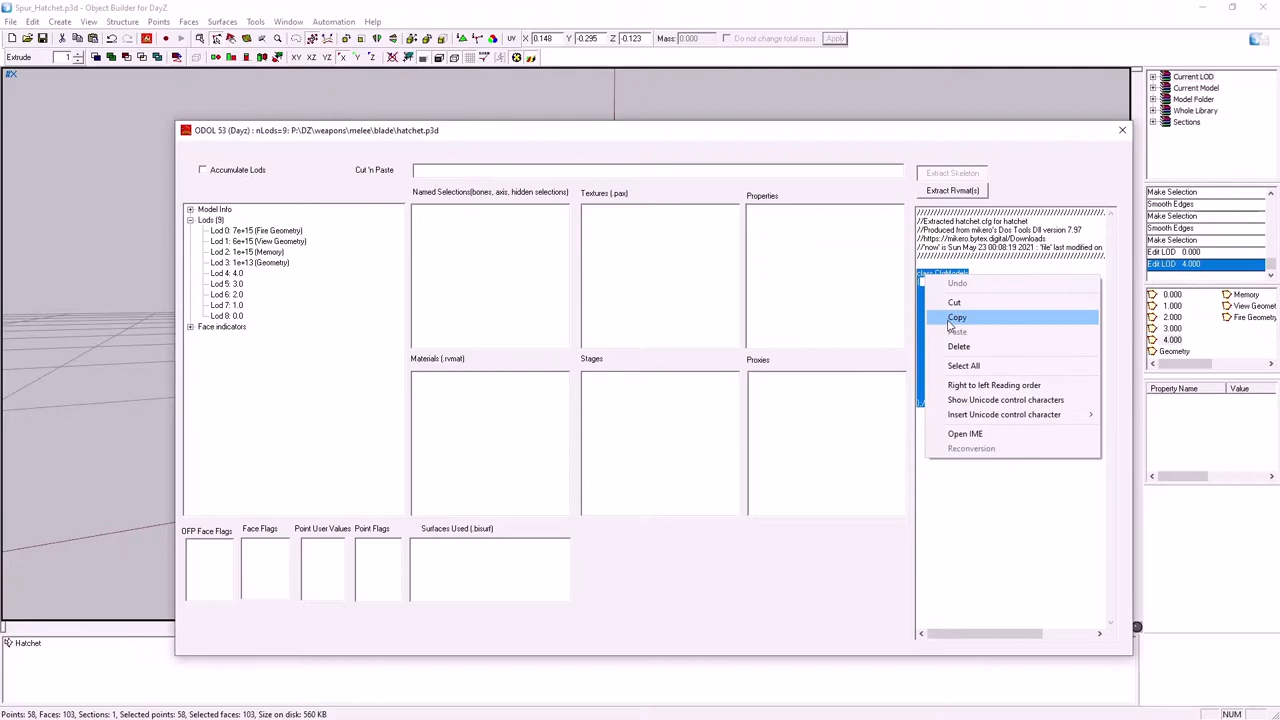 Spur_Hatchet.p3d - Object Builder for DayZ
File Edit Create View Structure Points Faces Surfaces Tools Window Automation Help
UV X 0.148 Y -0.295 Z -0.123 Mass: 0.000 Do not change total mass Apply
Extrude 1 XY XZ YZ X Y Z
ODOL 53 (Dayz) : nLods=9: P:\DZ\weapons\melee\blade\hatchet.p3d
Accumulate Lods Cut 'n Paste Extract Skeleton
Extract Rvmat(s)
Named Selections(bones, axis, hidden selections) Textures (.pax) Properties
Model Info
Lods (9)
Lod 0: 7e+15 (Fire Geometry)
Lod 1: 6e+15 (View Geometry)
Lod 2: 1e+15 (Memory)
Lod 3: 1e+13 (Geometry)
Lod 4: 4.0
Lod 5: 3.0
Lod 6: 2.0
Lod 7: 1.0
Lod 8: 0.0
Face indicators
Materials (.rvmat) Stages Proxies
OFP Face Flags Face Flags Point User Values Point Flags Surfaces Used (.bisurf)
//Extracted hatchet.cfg for hatchet
//Produced from mikero's Dos Tools Dll version 7.97
//https://mikero.bytex.digital/Downloads
//'now' is Sun May 23 00:08:19 2021 : 'file' last modified on
class CfgModels
Undo
Cut
Copy
Paste
Delete
Select All
Right to left Reading order
Show Unicode control characters
Insert Unicode control character
Open IME
Reconversion
Current LOD
Current Model
Model Folder
Whole Library
Sections
Make Selection
Smooth Edges
Make Selection
Smooth Edges
Make Selection
Edit LOD 0.000
Edit LOD 4.000
0.000 Memory
1.000 View Geomet
2.000 Fire Geometr
3.000
4.000
Geometry
Property Name Value
Hatchet
Points: 58, Faces: 103, Sections: 1, Selected points: 58, Selected faces: 103, Size on disk: 560 KB
NUM